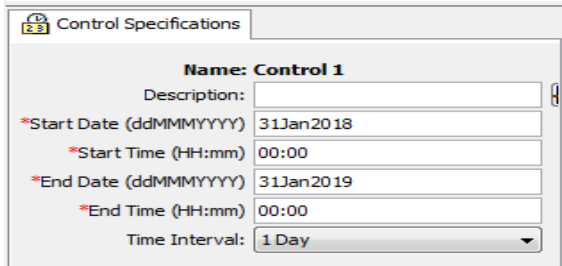 Control Specifications
Name: Control 1
Description:
*Start Date (ddMMMYYYY) 31Jan2018
*Start Time (HH:mm) 00:00
*End Date (ddMMMYYYY) 31Jan2019
*End Time (HH:mm) 00:00
Time Interval: 1 Day